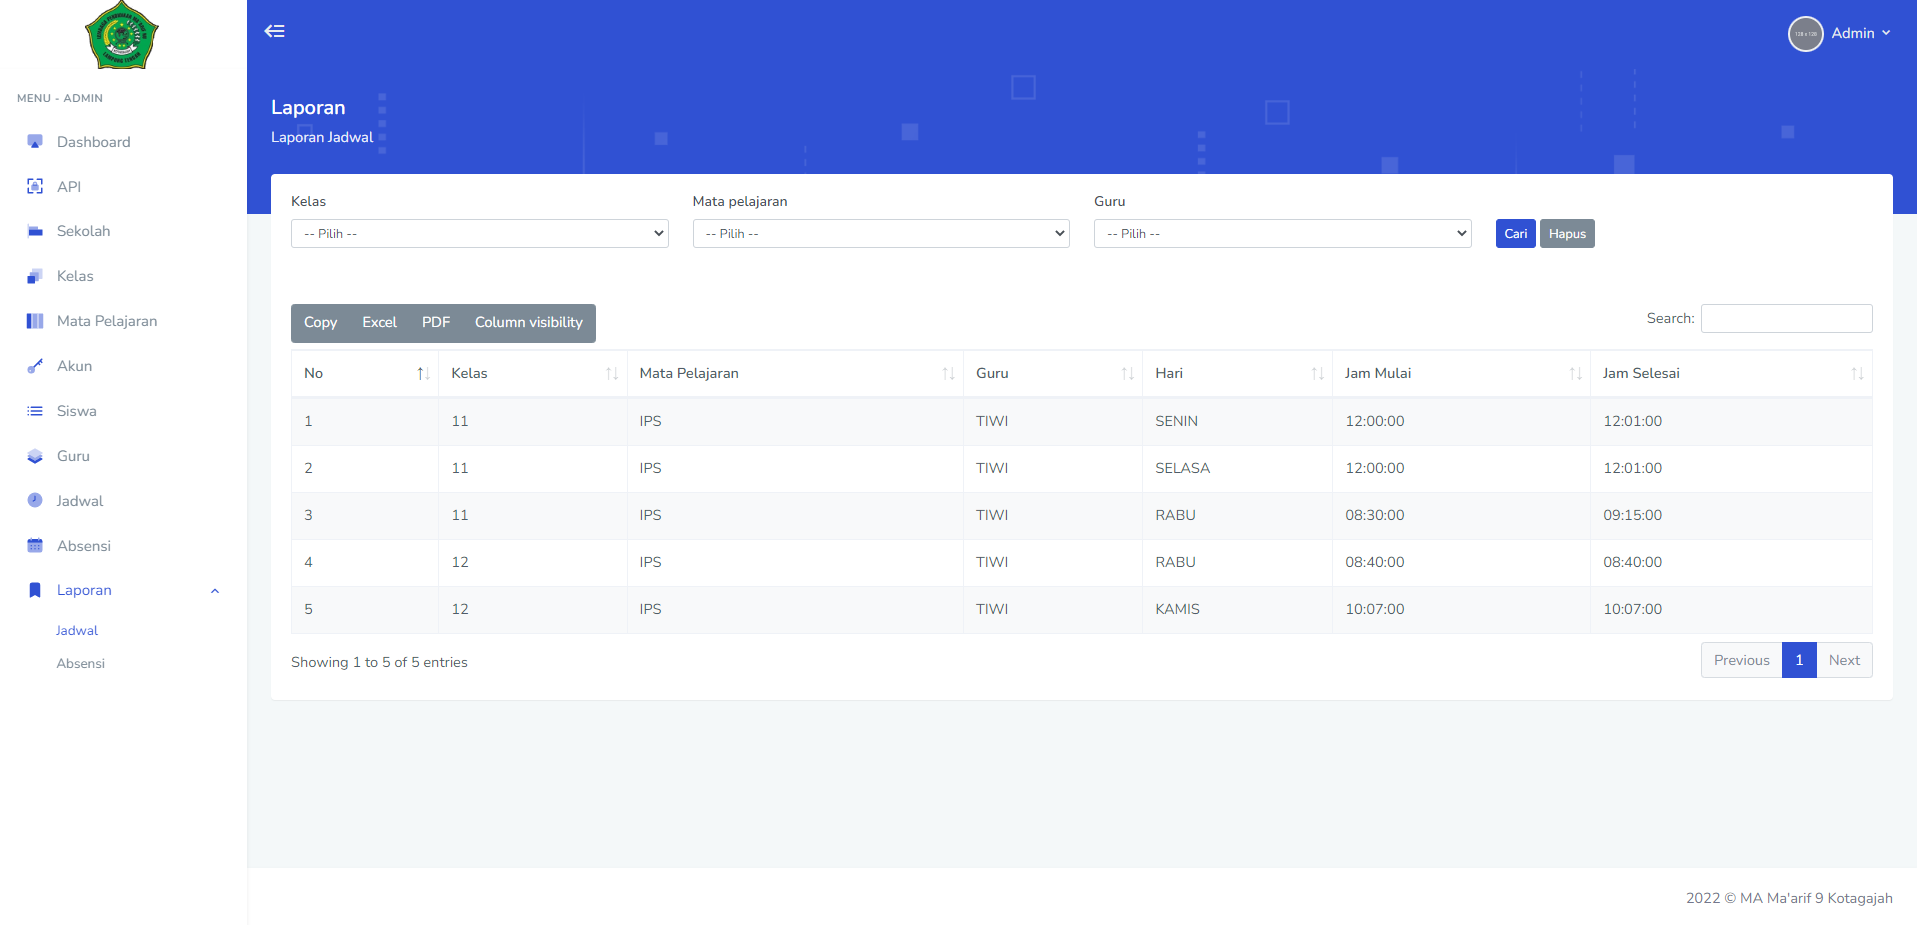 MENU - ADMIN
Dashboard
API
Sekolah
Kelas
Mata Pelajaran
Akun
Siswa
Guru
Jadwal
Absensi
Laporan
Jadwal
Absensi
Admin
Laporan
Laporan Jadwal
Kelas Mata pelajaran Guru
-- Pilih -- -- Pilih -- -- Pilih -- Cari Hapus
Copy Excel PDF Column visibility Search:
No Kelas Mata Pelajaran Guru Hari Jam Mulai Jam Selesai
1 11 IPS TIWI SENIN 12:00:00 12:01:00
2 11 IPS TIWI SELASA 12:00:00 12:01:00
3 11 IPS TIWI RABU 08:30:00 09:15:00
4 12 IPS TIWI RABU 08:40:00 08:40:00
5 12 IPS TIWI KAMIS 10:07:00 10:07:00
Showing 1 to 5 of 5 entries Previous 1 Next
2022 © MA Ma'arif 9 Kotagajah